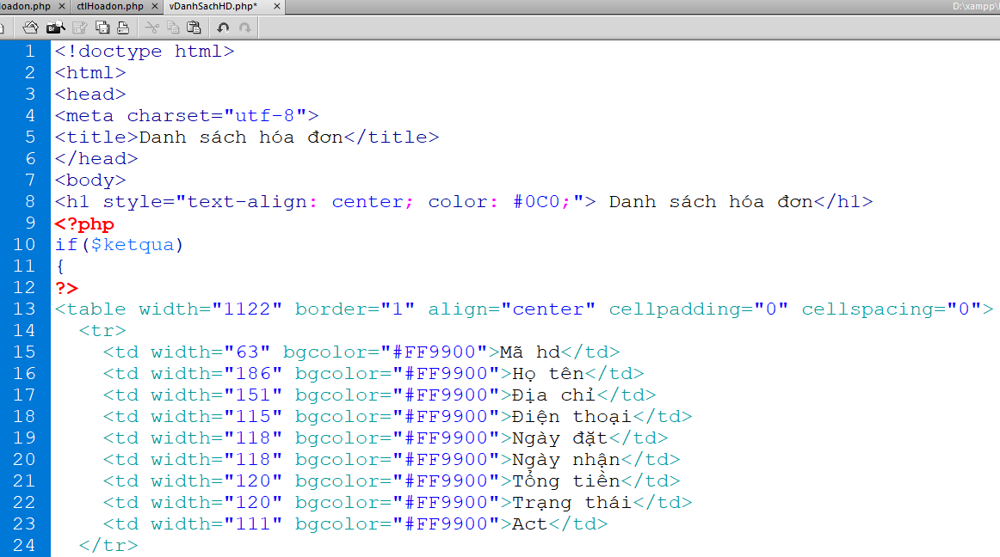 loadon.php × ctlHoadon.php × vDanhSachHD.php* × D:\xampp\
1 <!doctype html>
2 <html>
3 <head>
4 <meta charset="utf-8">
5 <title>Danh sách hóa đơn</title>
6 </head>
7 <body>
8 <h1 style="text-align: center; color: #0C0;"> Danh sách hóa đơn</h1>
9 <?php
10 if($ketqua)
11 {
12 ?>
13 <table width="1122" border="1" align="center" cellpadding="0" cellspacing="0">
14 <tr>
15 <td width="63" bgcolor="#FF9900">Mã hd</td>
16 <td width="186" bgcolor="#FF9900">Họ tên</td>
17 <td width="151" bgcolor="#FF9900">Địa chỉ</td>
18 <td width="115" bgcolor="#FF9900">Điện thoại</td>
19 <td width="118" bgcolor="#FF9900">Ngày đặt</td>
20 <td width="118" bgcolor="#FF9900">Ngày nhận</td>
21 <td width="120" bgcolor="#FF9900">Tổng tiền</td>
22 <td width="120" bgcolor="#FF9900">Trạng thái</td>
23 <td width="111" bgcolor="#FF9900">Act</td>
24 </tr>